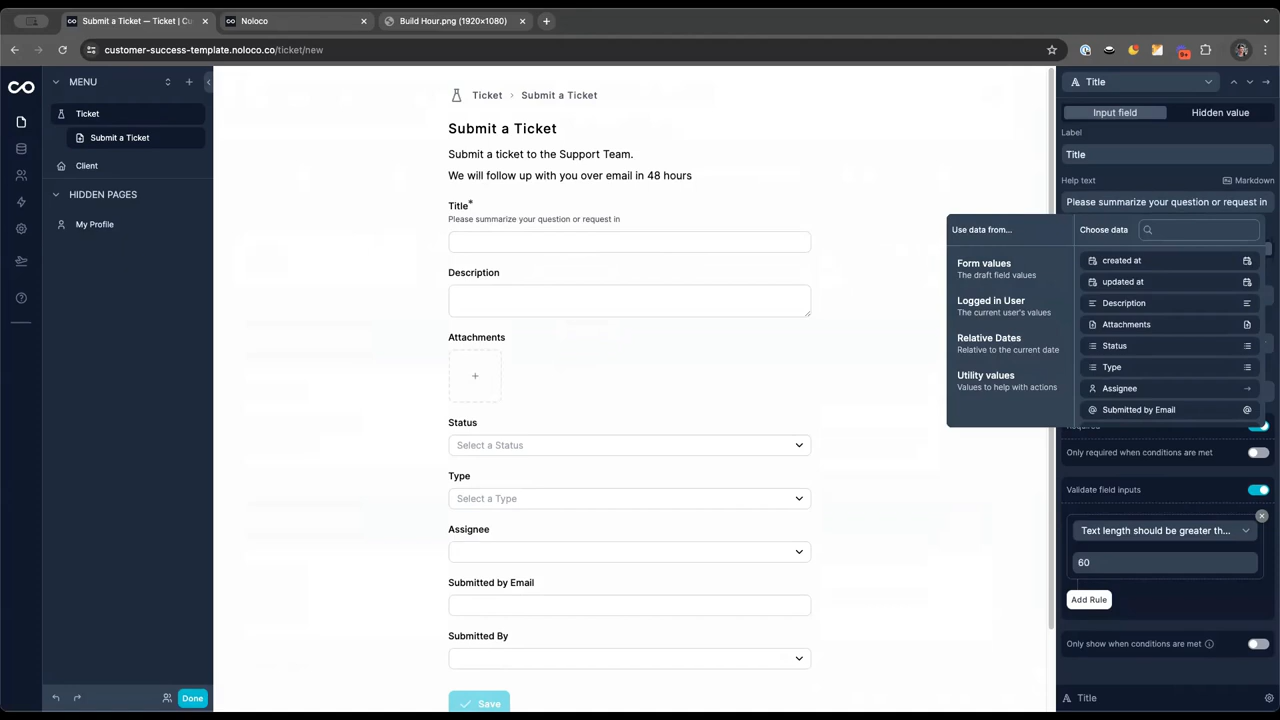 Submit a Ticket — Ticket | Cu
Noloco
Build Hour.png (1920×1080)
customer-success-template.noloco.co/ticket/new
9+
MENU
Ticket
Submit a Ticket
Client
HIDDEN PAGES
My Profile
Done
Ticket > Submit a Ticket
Submit a Ticket
Submit a ticket to the Support Team.
We will follow up with you over email in 48 hours
Title*
Please summarize your question or request in
Description
Attachments
Status
Select a Status
Type
Select a Type
Assignee
Submitted by Email
Submitted By
Save
Title
Input field
Hidden value
Label
Title
Help text
Markdown
Please summarize your question or request in
Use data from...
Form values
The draft field values
Logged in User
The current user's values
Relative Dates
Relative to the current date
Utility values
Values to help with actions
Choose data
created at
updated at
Description
Attachments
Status
Type
Assignee
Submitted by Email
Required
Only required when conditions are met
Validate field inputs
Text length should be greater th...
60
Add Rule
Only show when conditions are met
Title